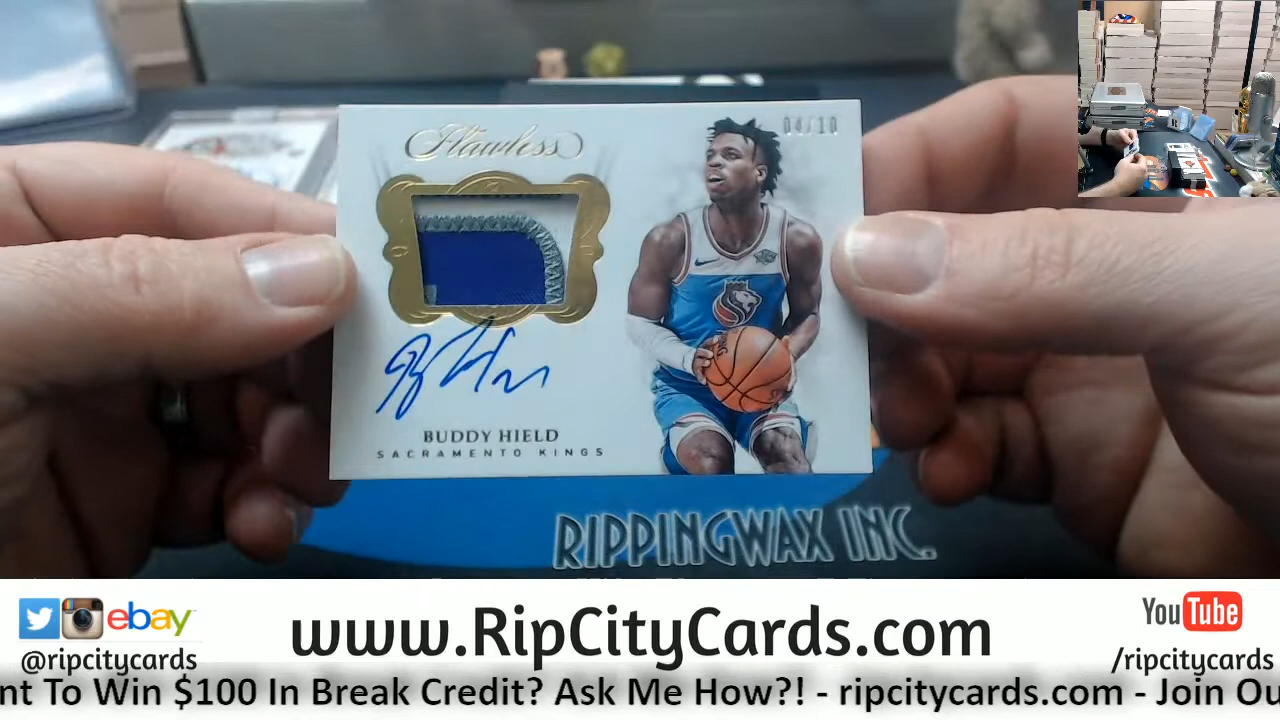 Flawless
04/10
BUDDY HIELD
SACRAMENTO KINGS
RIPPINGWAX INC.
ebay
@ripcitycards
www.RipCityCards.com
YouTube
/ripcitycards
nt To Win $100 In Break Credit? Ask Me How?! - ripcitycards.com - Join Ou